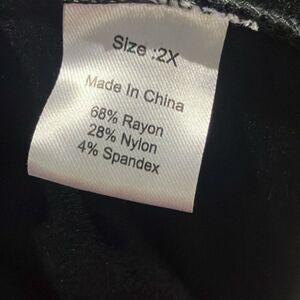 Size :2X
Made In China
68% Rayon
28% Nylon
4% Spandex